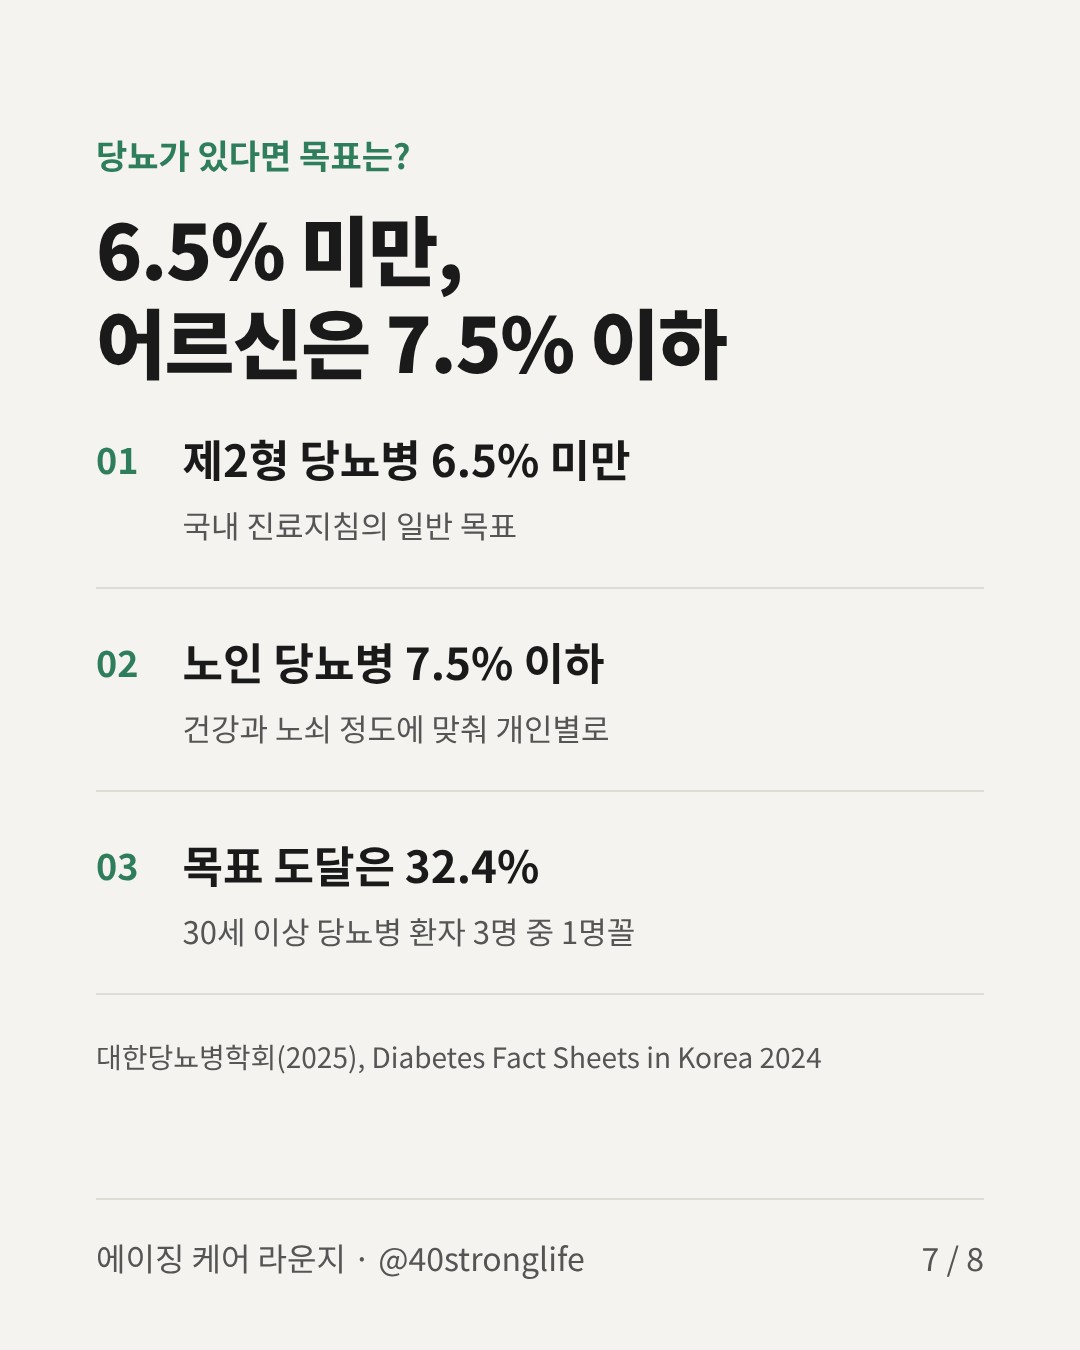 당뇨가 있다면 목표는?
6.5% 미만,
어르신은 7.5% 이하
01 제2형 당뇨병 6.5% 미만
국내 진료지침의 일반 목표
02 노인 당뇨병 7.5% 이하
건강과 노쇠 정도에 맞춰 개인별로
03 목표 도달은 32.4%
30세 이상 당뇨병 환자 3명 중 1명꼴
대한당뇨병학회(2025), Diabetes Fact Sheets in Korea 2024
에이징 케어 라운지 · @40stronglife 7 / 8